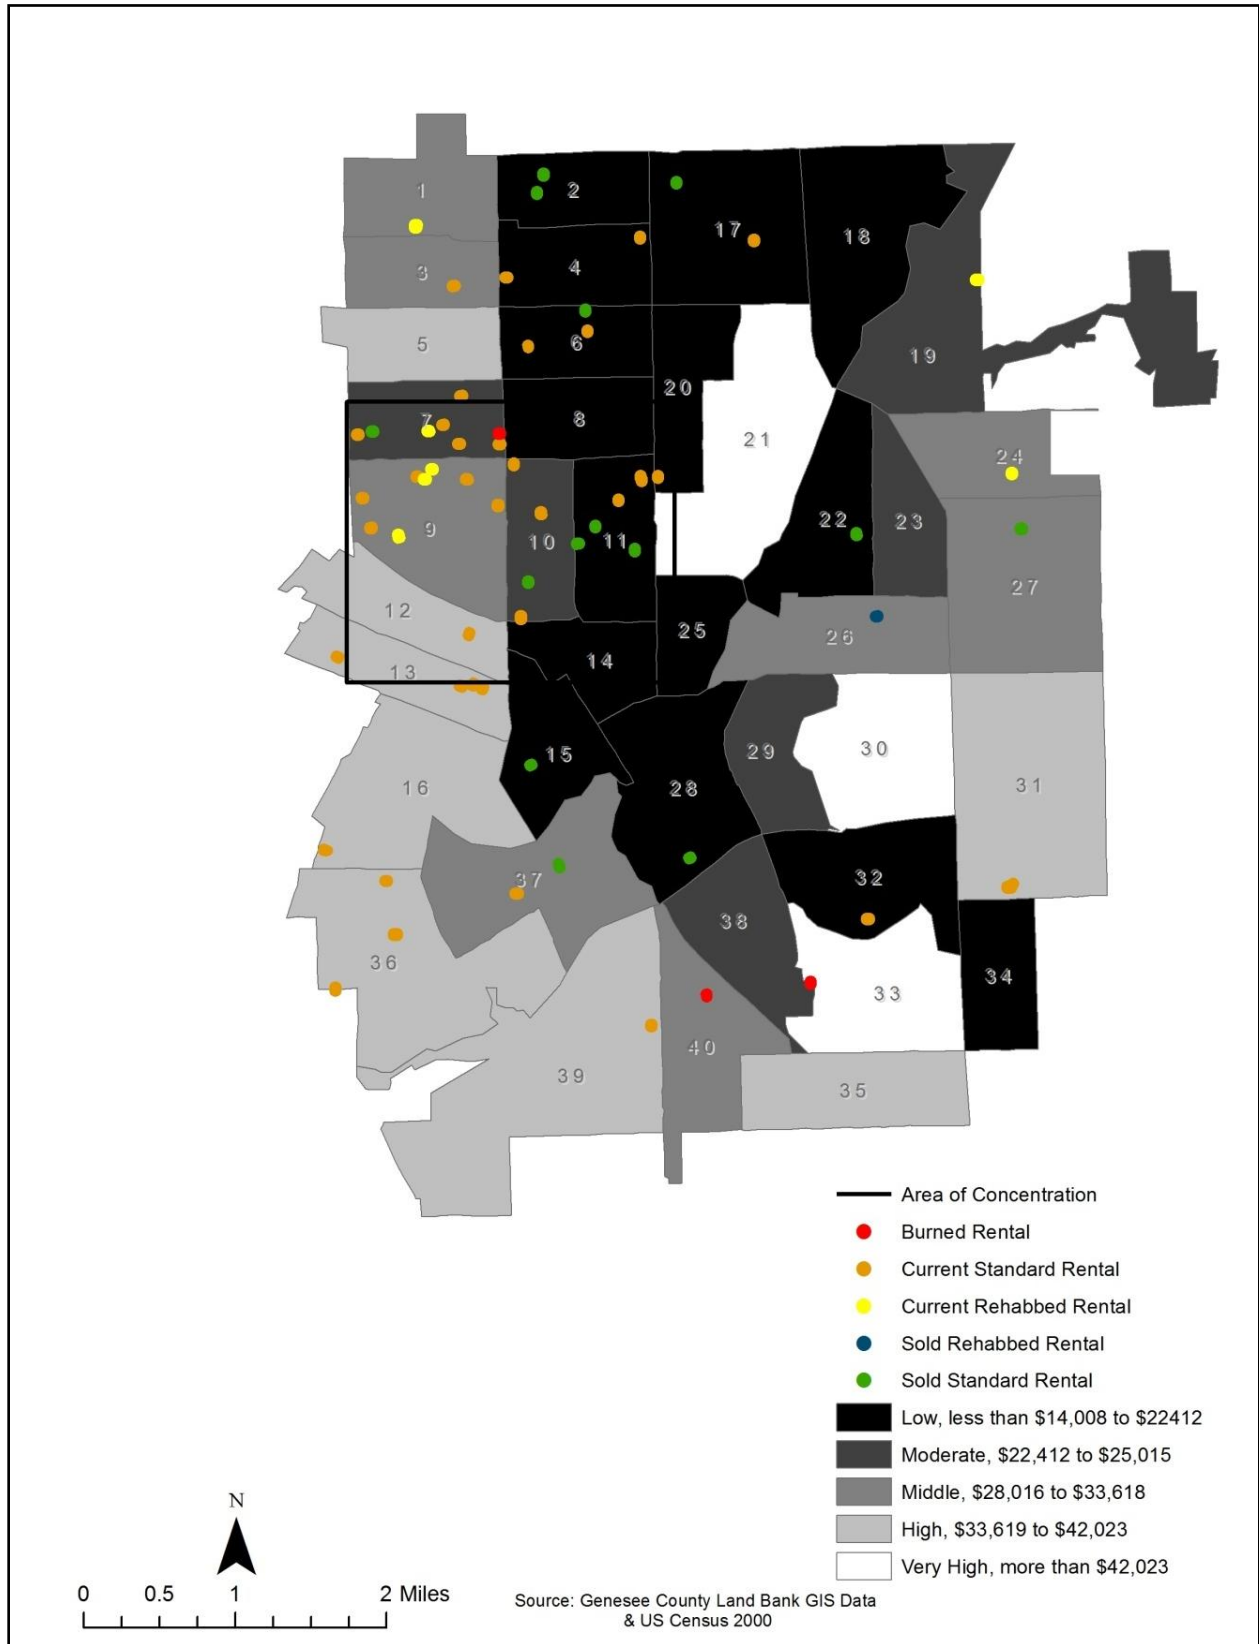 1
2
17
18
3
4
5
6
19
20
7
8
21
24
9
10
11
22
23
27
12
25
26
14
13
15
29
30
16
28
31
37
32
38
36
33
34
40
39
35
Area of Concentration
Burned Rental
Current Standard Rental
Current Rehabbed Rental
Sold Rehabbed Rental
Sold Standard Rental
Low, less than $14,008 to $22412
Moderate, $22,412 to $25,015
Middle, $28,016 to $33,618
High, $33,619 to $42,023
Very High, more than $42,023
N
0 0.5 1 2 Miles
Source: Genesee County Land Bank GIS Data
& US Census 2000